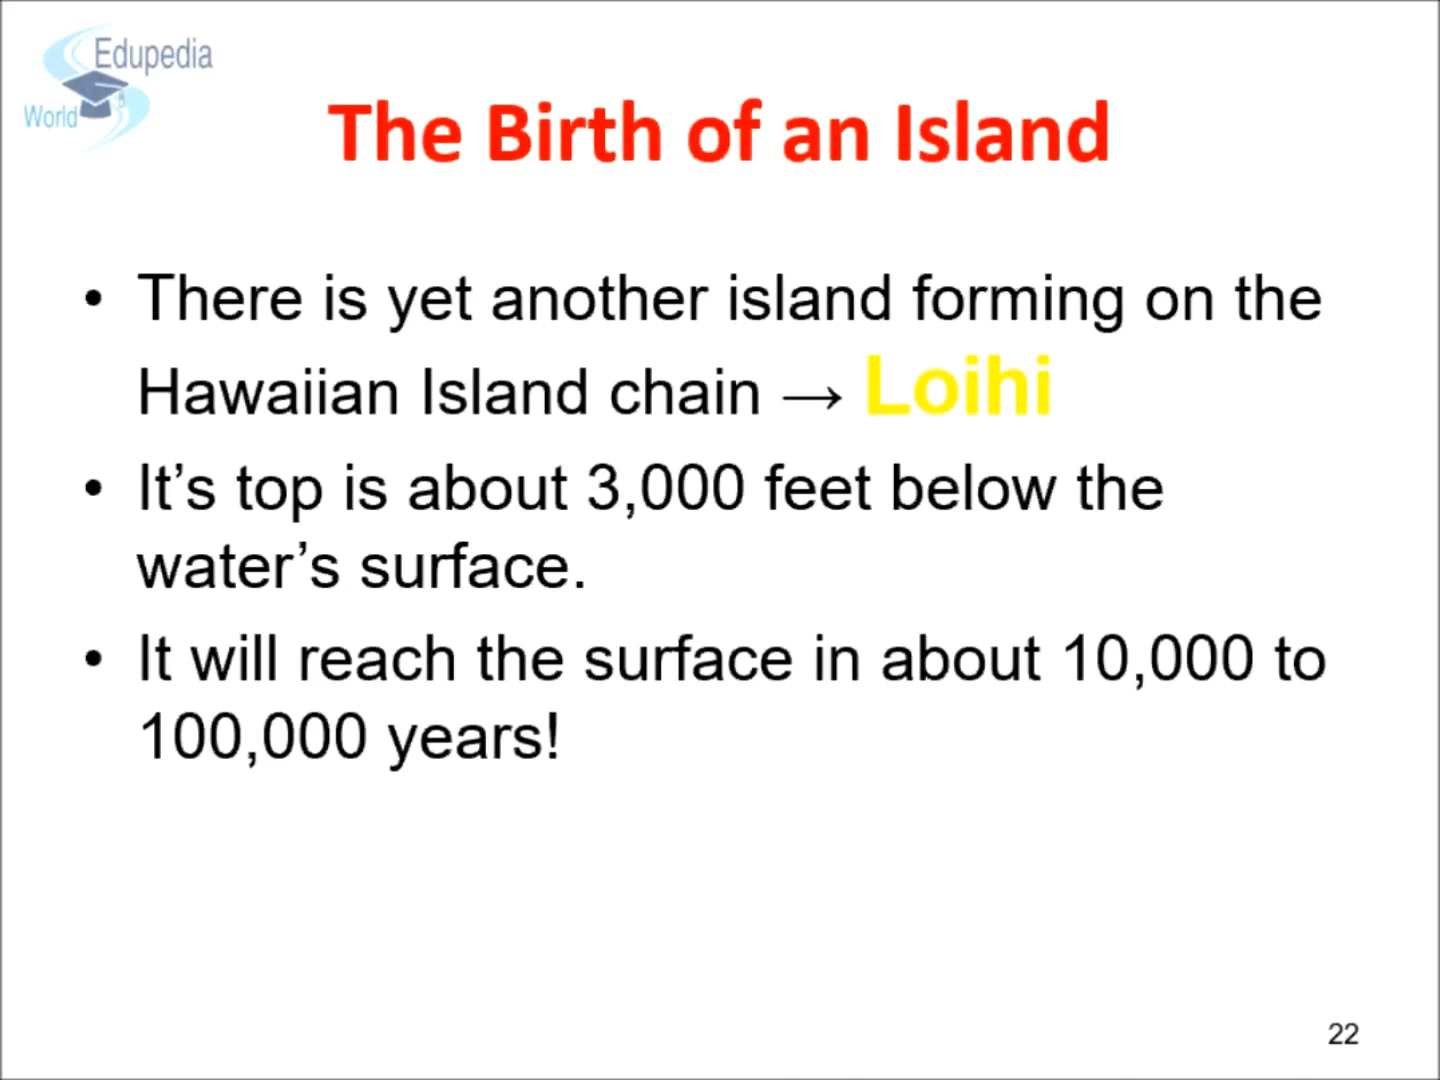 Edupedia
World
The Birth of an Island
• There is yet another island forming on the
Hawaiian Island chain → Loihi
• It’s top is about 3,000 feet below the
water’s surface.
• It will reach the surface in about 10,000 to
100,000 years!
22